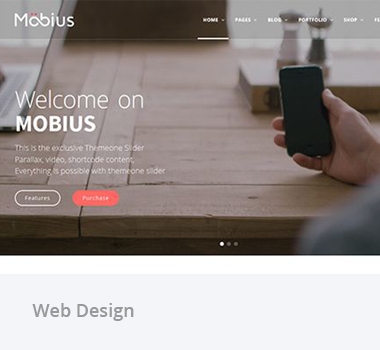 Mobius
HOME PAGES BLOG PORTFOLIO SHOP FE
Welcome on
MOBIUS
This is the exclusive Themeone Slider
Parallax, video, shortcode content,
Everything is possible with themeone slider
Features Purchase
Web Design